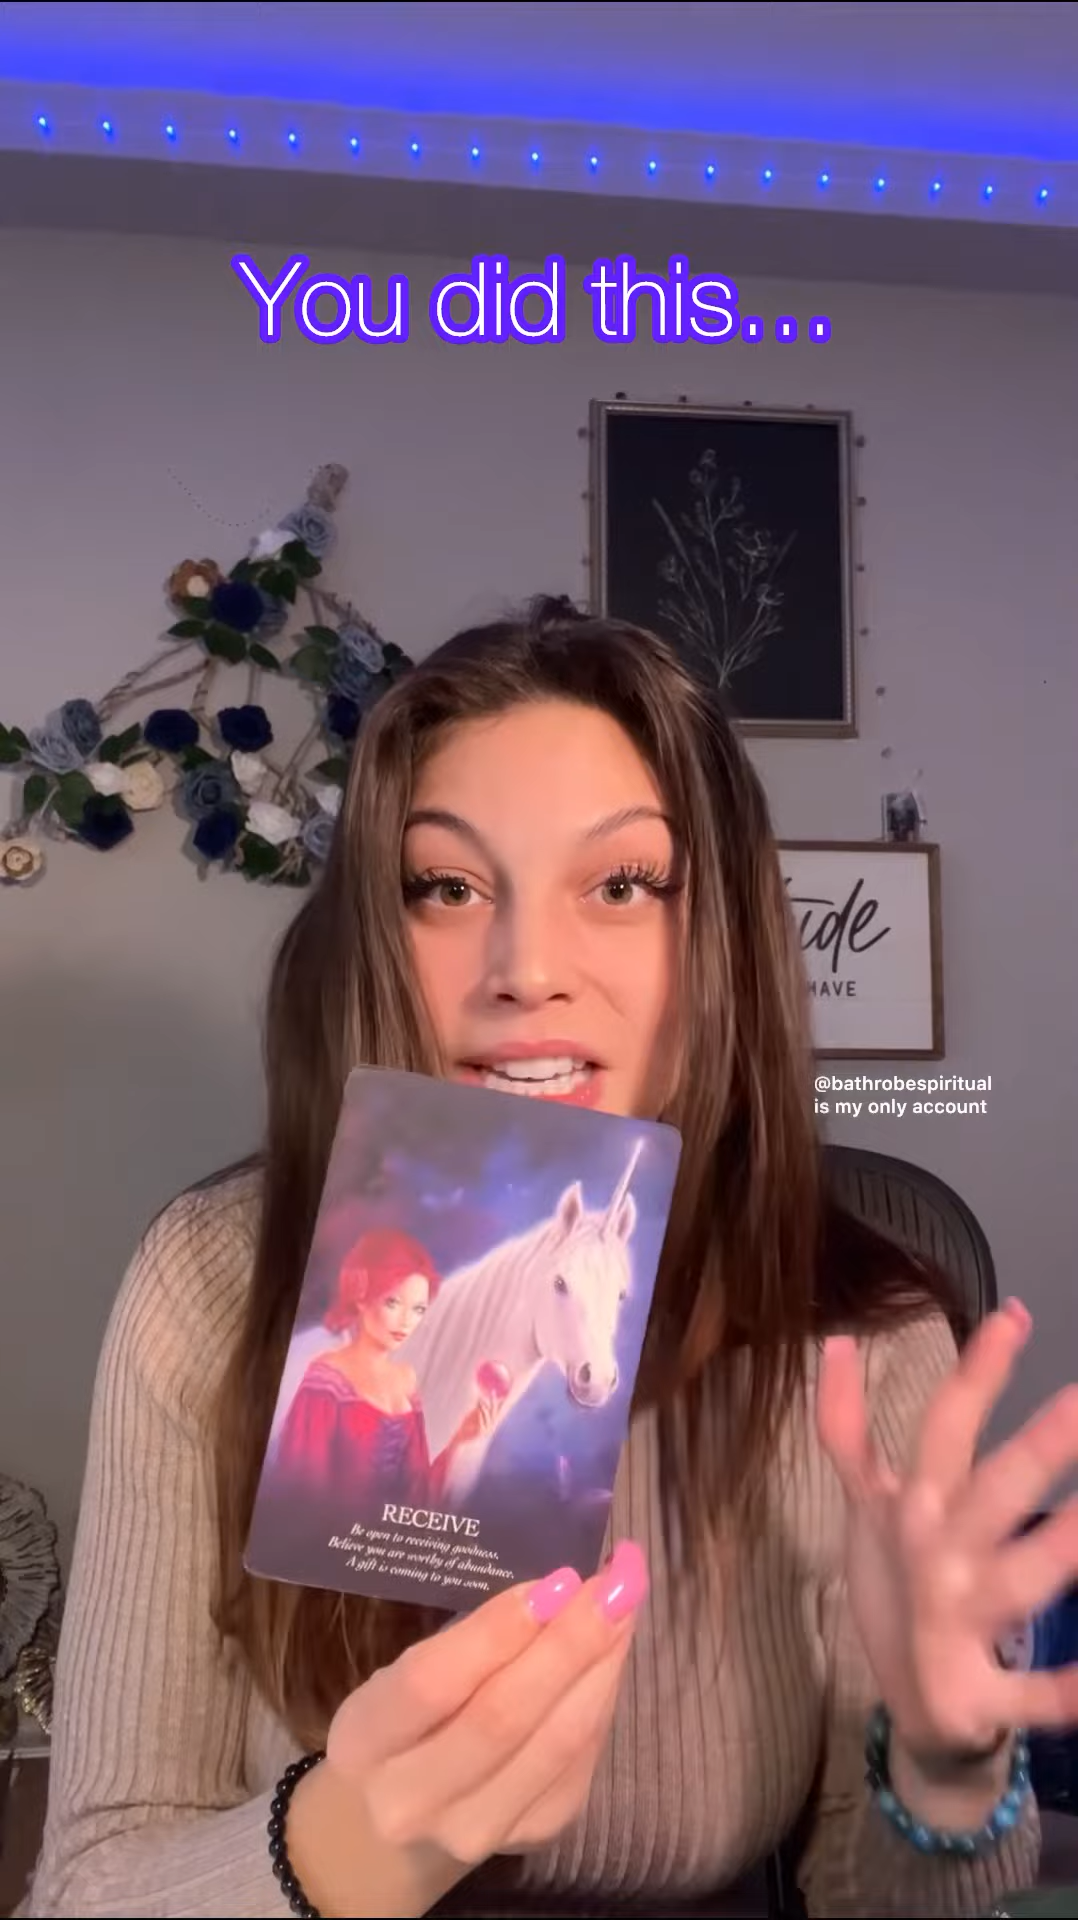 You did this...
ide
HAVE
@bathrobespiritual
is my only account
RECEIVE
Be open to receiving goodness.
Believe you are worthy of abundance.
A gift is coming to you soon.